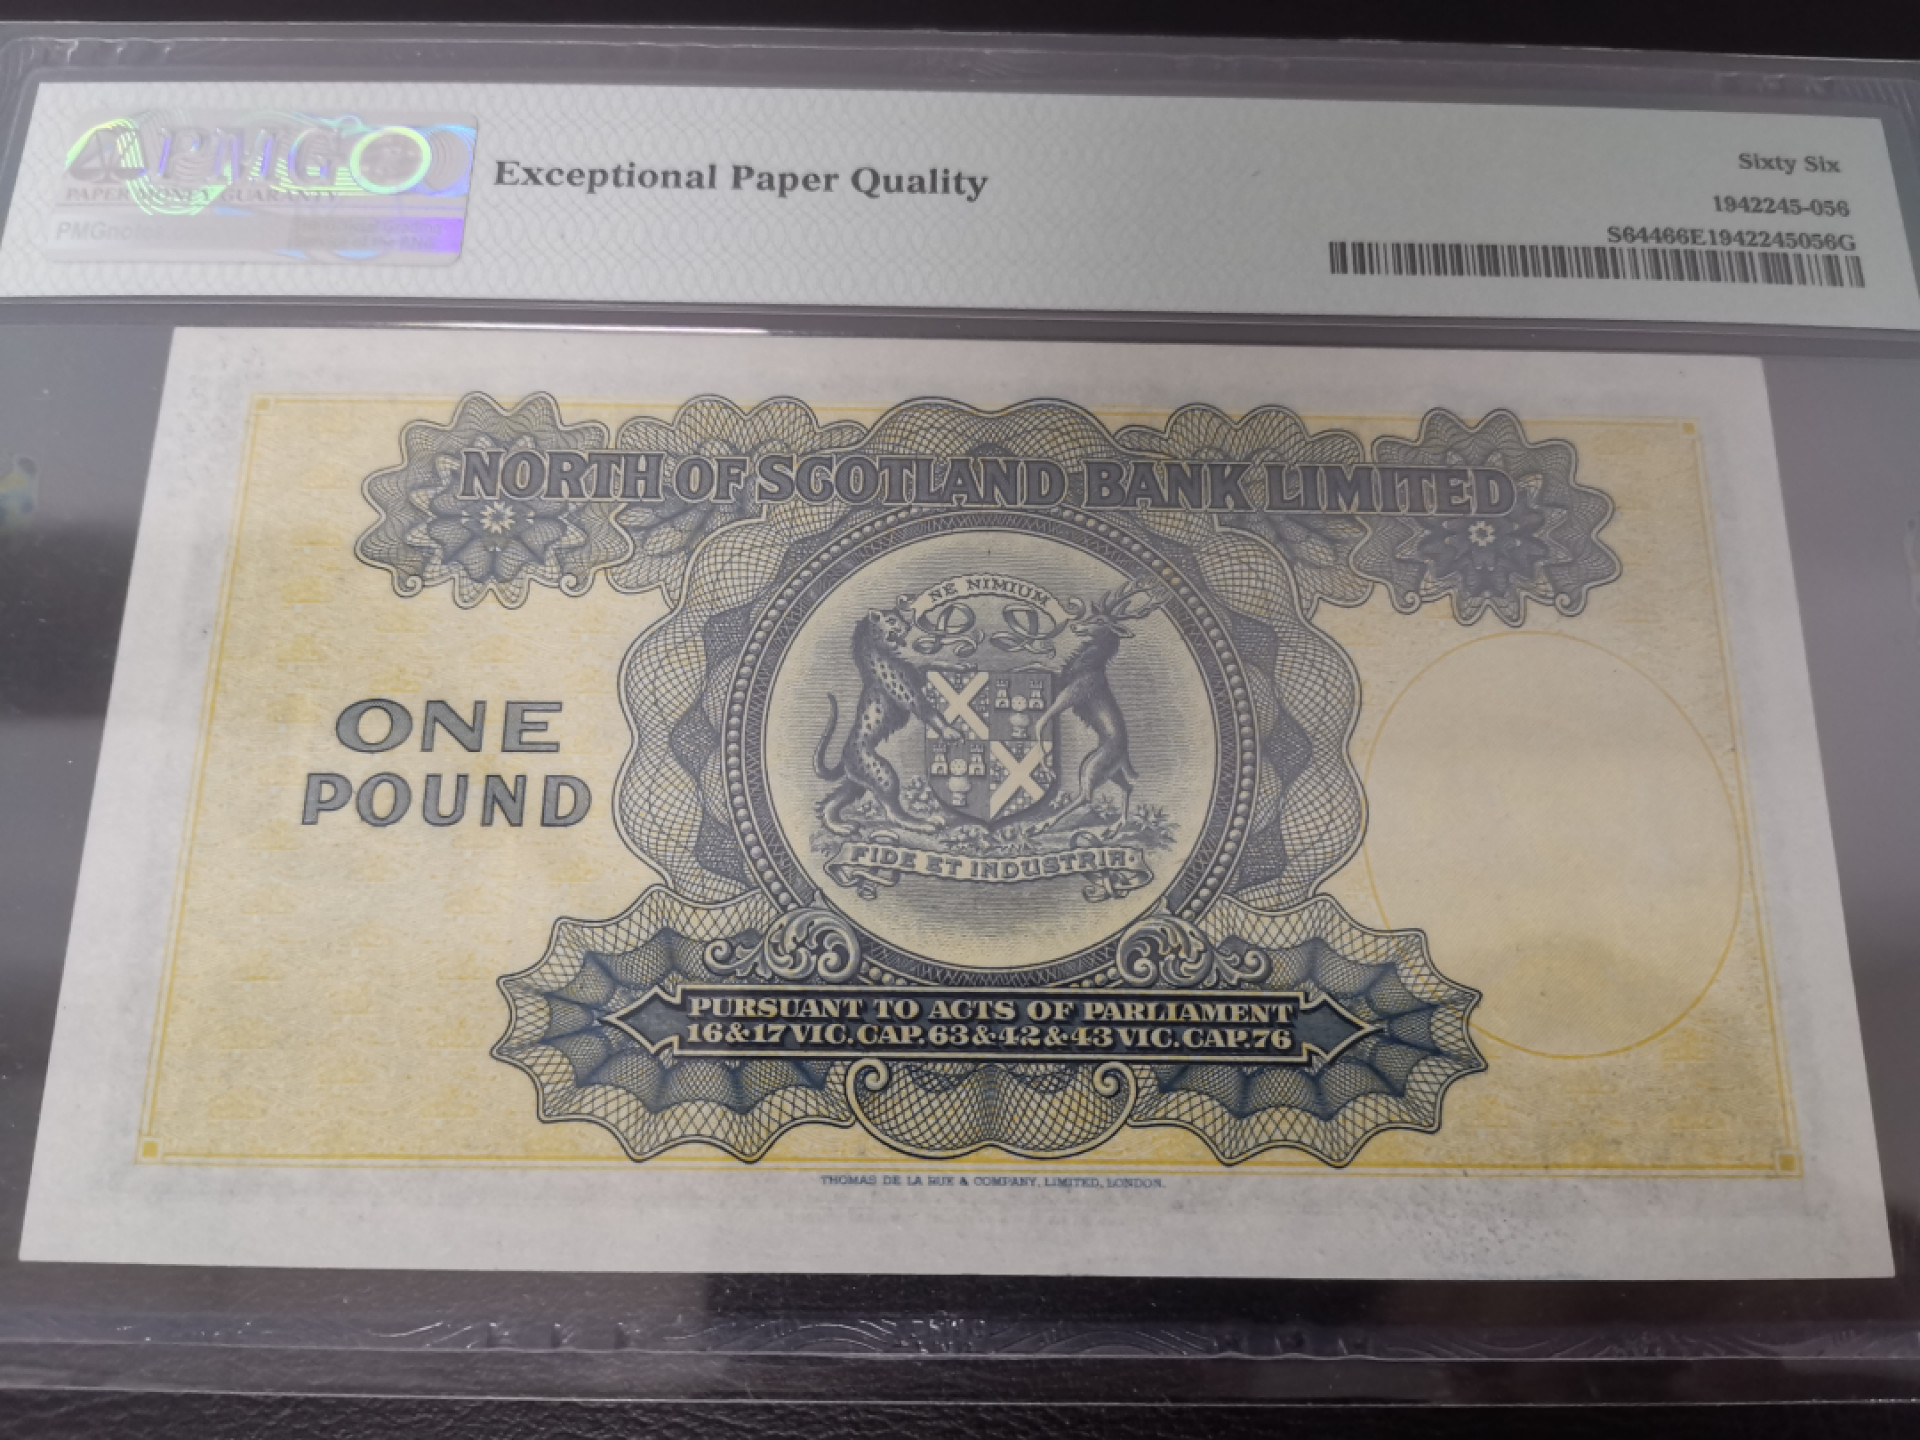 PMG
PAPER MONEY GUARANTY
Exceptional Paper Quality
Sixty Six
1942245-056
S64466E1942245056G
NORTH OF SCOTLAND BANK LIMITED
NE NIMIUM
ONE
POUND
FIDE ET INDUSTRIA.
PURSUANT TO ACTS OF PARLIAMENT
16&17 VIC. CAP. 63&42&43 VIC. CAP. 76
THOMAS DE LA RUE & COMPANY, LIMITED, LONDON.